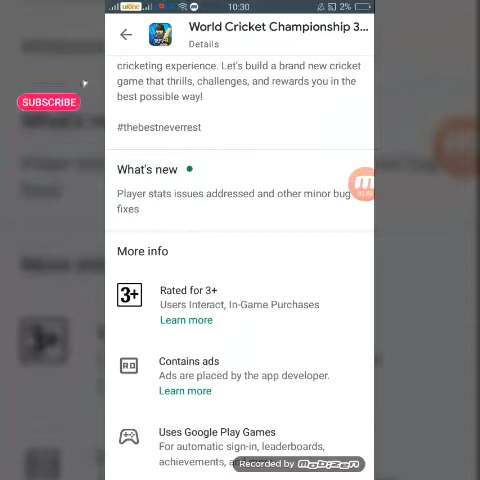 10:30
2%
World Cricket Championship 3...
Details
cricketing experience. Let's build a brand new cricket
game that thrills, challenges, and rewards you in the
best possible way!
SUBSCRIBE
#thebestneverrest
What's new
Player stats issues addressed and other minor bug
fixes
More info
3+
Rated for 3+
Users Interact, In-Game Purchases
Learn more
AD
Contains ads
Ads are placed by the app developer.
Learn more
Uses Google Play Games
For automatic sign-in, leaderboards,
achievements,
Recorded by MOBIZEN